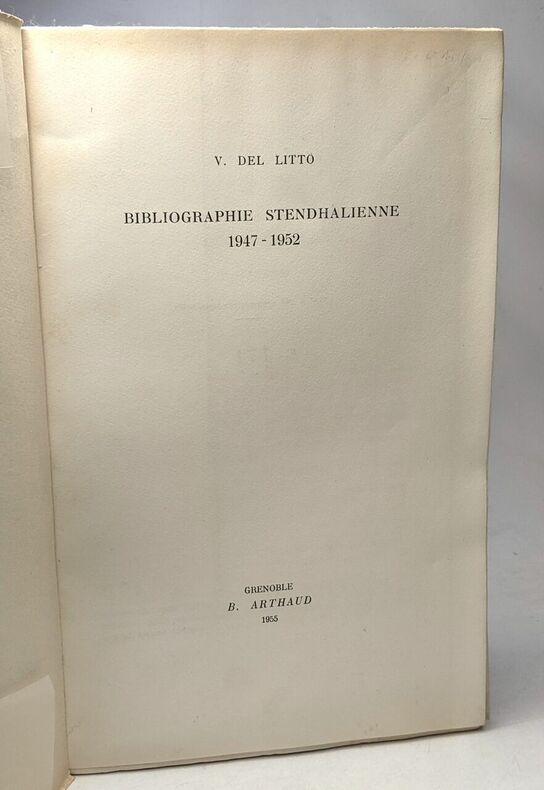 V. DEL LITTO
BIBLIOGRAPHIE STENDHALIENNE
1947 - 1952
GRENOBLE
B. ARTHAUD
1955